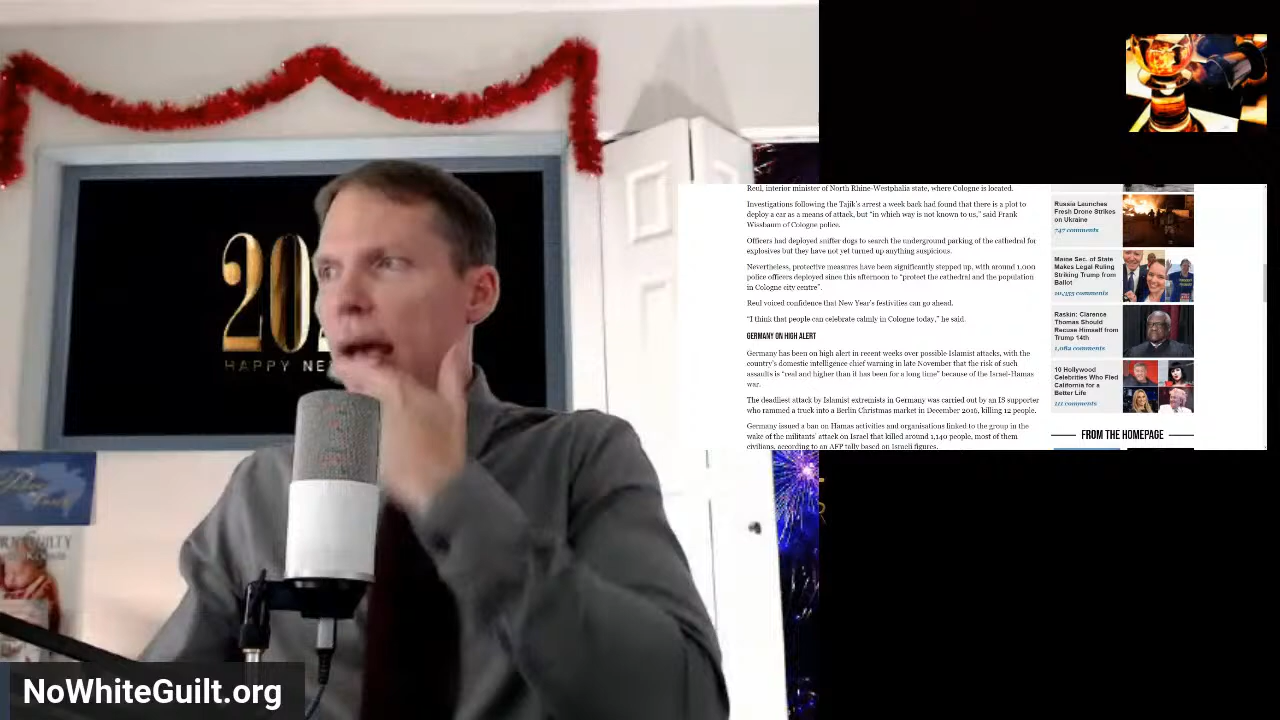 20
HAPPY NE
Reul, interior minister of North Rhine-Westphalia state, where Cologne is located.
Investigations following the Tajik's arrest a week back had found that there is a plot to
deploy a car as a means of attack, but "in which way is not known to us," said Frank
Wissbaum of Cologne police.
Officers had deployed sniffer dogs to search the underground parking of the cathedral for
explosives but they have not yet turned up anything suspicious.
Nevertheless, protective measures have been significantly stepped up, with around 1,000
police officers deployed since this afternoon to "protect the cathedral and the population
in Cologne city centre".
Reul voiced confidence that New Year's festivities can go ahead.
"I think that people can celebrate calmly in Cologne today," he said.
GERMANY ON HIGH ALERT
Germany has been on high alert in recent weeks over possible Islamist attacks, with the
country's domestic intelligence chief warning in late November that the risk of such
assaults is "real and higher than it has been for a long time" because of the Israel-Hamas
war.
The deadliest attack by Islamist extremists in Germany was carried out by an IS supporter
who rammed a truck into a Berlin Christmas market in December 2016, killing 12 people.
Germany issued a ban on Hamas activities and organisations linked to the group in the
wake of the militants' attack on Israel that killed around 1,140 people, most of them
civilians, according to an AFP tally based on Israeli figures.
Russia Launches
Fresh Drone Strikes
on Ukraine
747 comments
Maine Sec. of State
Makes Legal Ruling
Striking Trump from
Ballot
comments
Raskin: Clarence
Thomas Should
Recuse Himself from
Trump 14th
comments
10 Hollywood
Celebrities Who Fled
California for a
Better Life
111 comments
FROM THE HOMEPAGE
NoWhiteGuilt.org